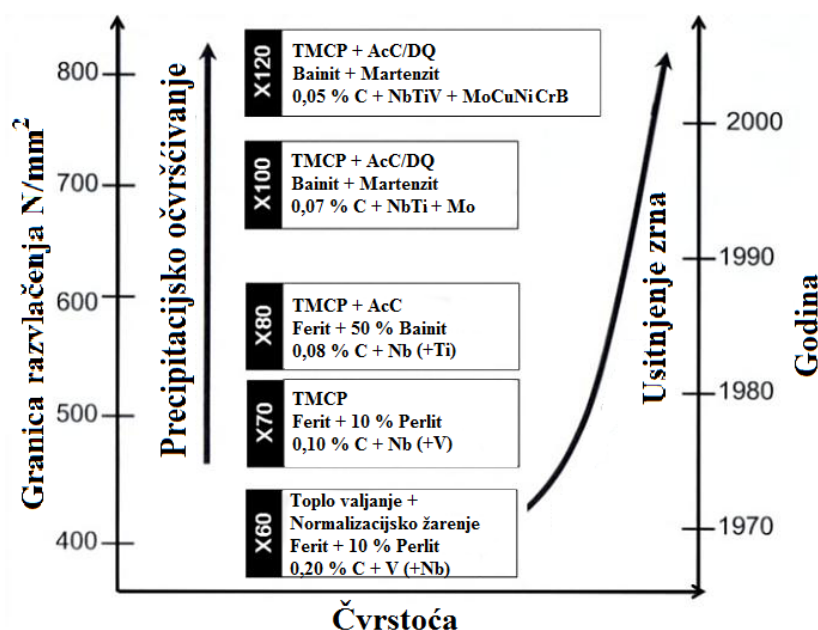 Granica razvlačenja N/mm²
800
700
600
500
400
Precipitacijsko očvršćivanje
X120
TMCP + AcC/DQ
Bainit + Martenzit
0,05 % C + NbTiV + MoCuNiCrB
X100
TMCP + AcC/DQ
Bainit + Martenzit
0,07 % C + NbTi + Mo
X80
TMCP + AcC
Ferit + 50 % Bainit
0,08 % C + Nb (+Ti)
X70
TMCP
Ferit + 10 % Perlit
0,10 % C + Nb (+V)
X60
Toplo valjanje +
Normalizacijsko žarenje
Ferit + 10 % Perlit
0,20 % C + V (+Nb)
Usitnjenje zrna
2000
1990
1980
1970
Godina
Čvrstoća